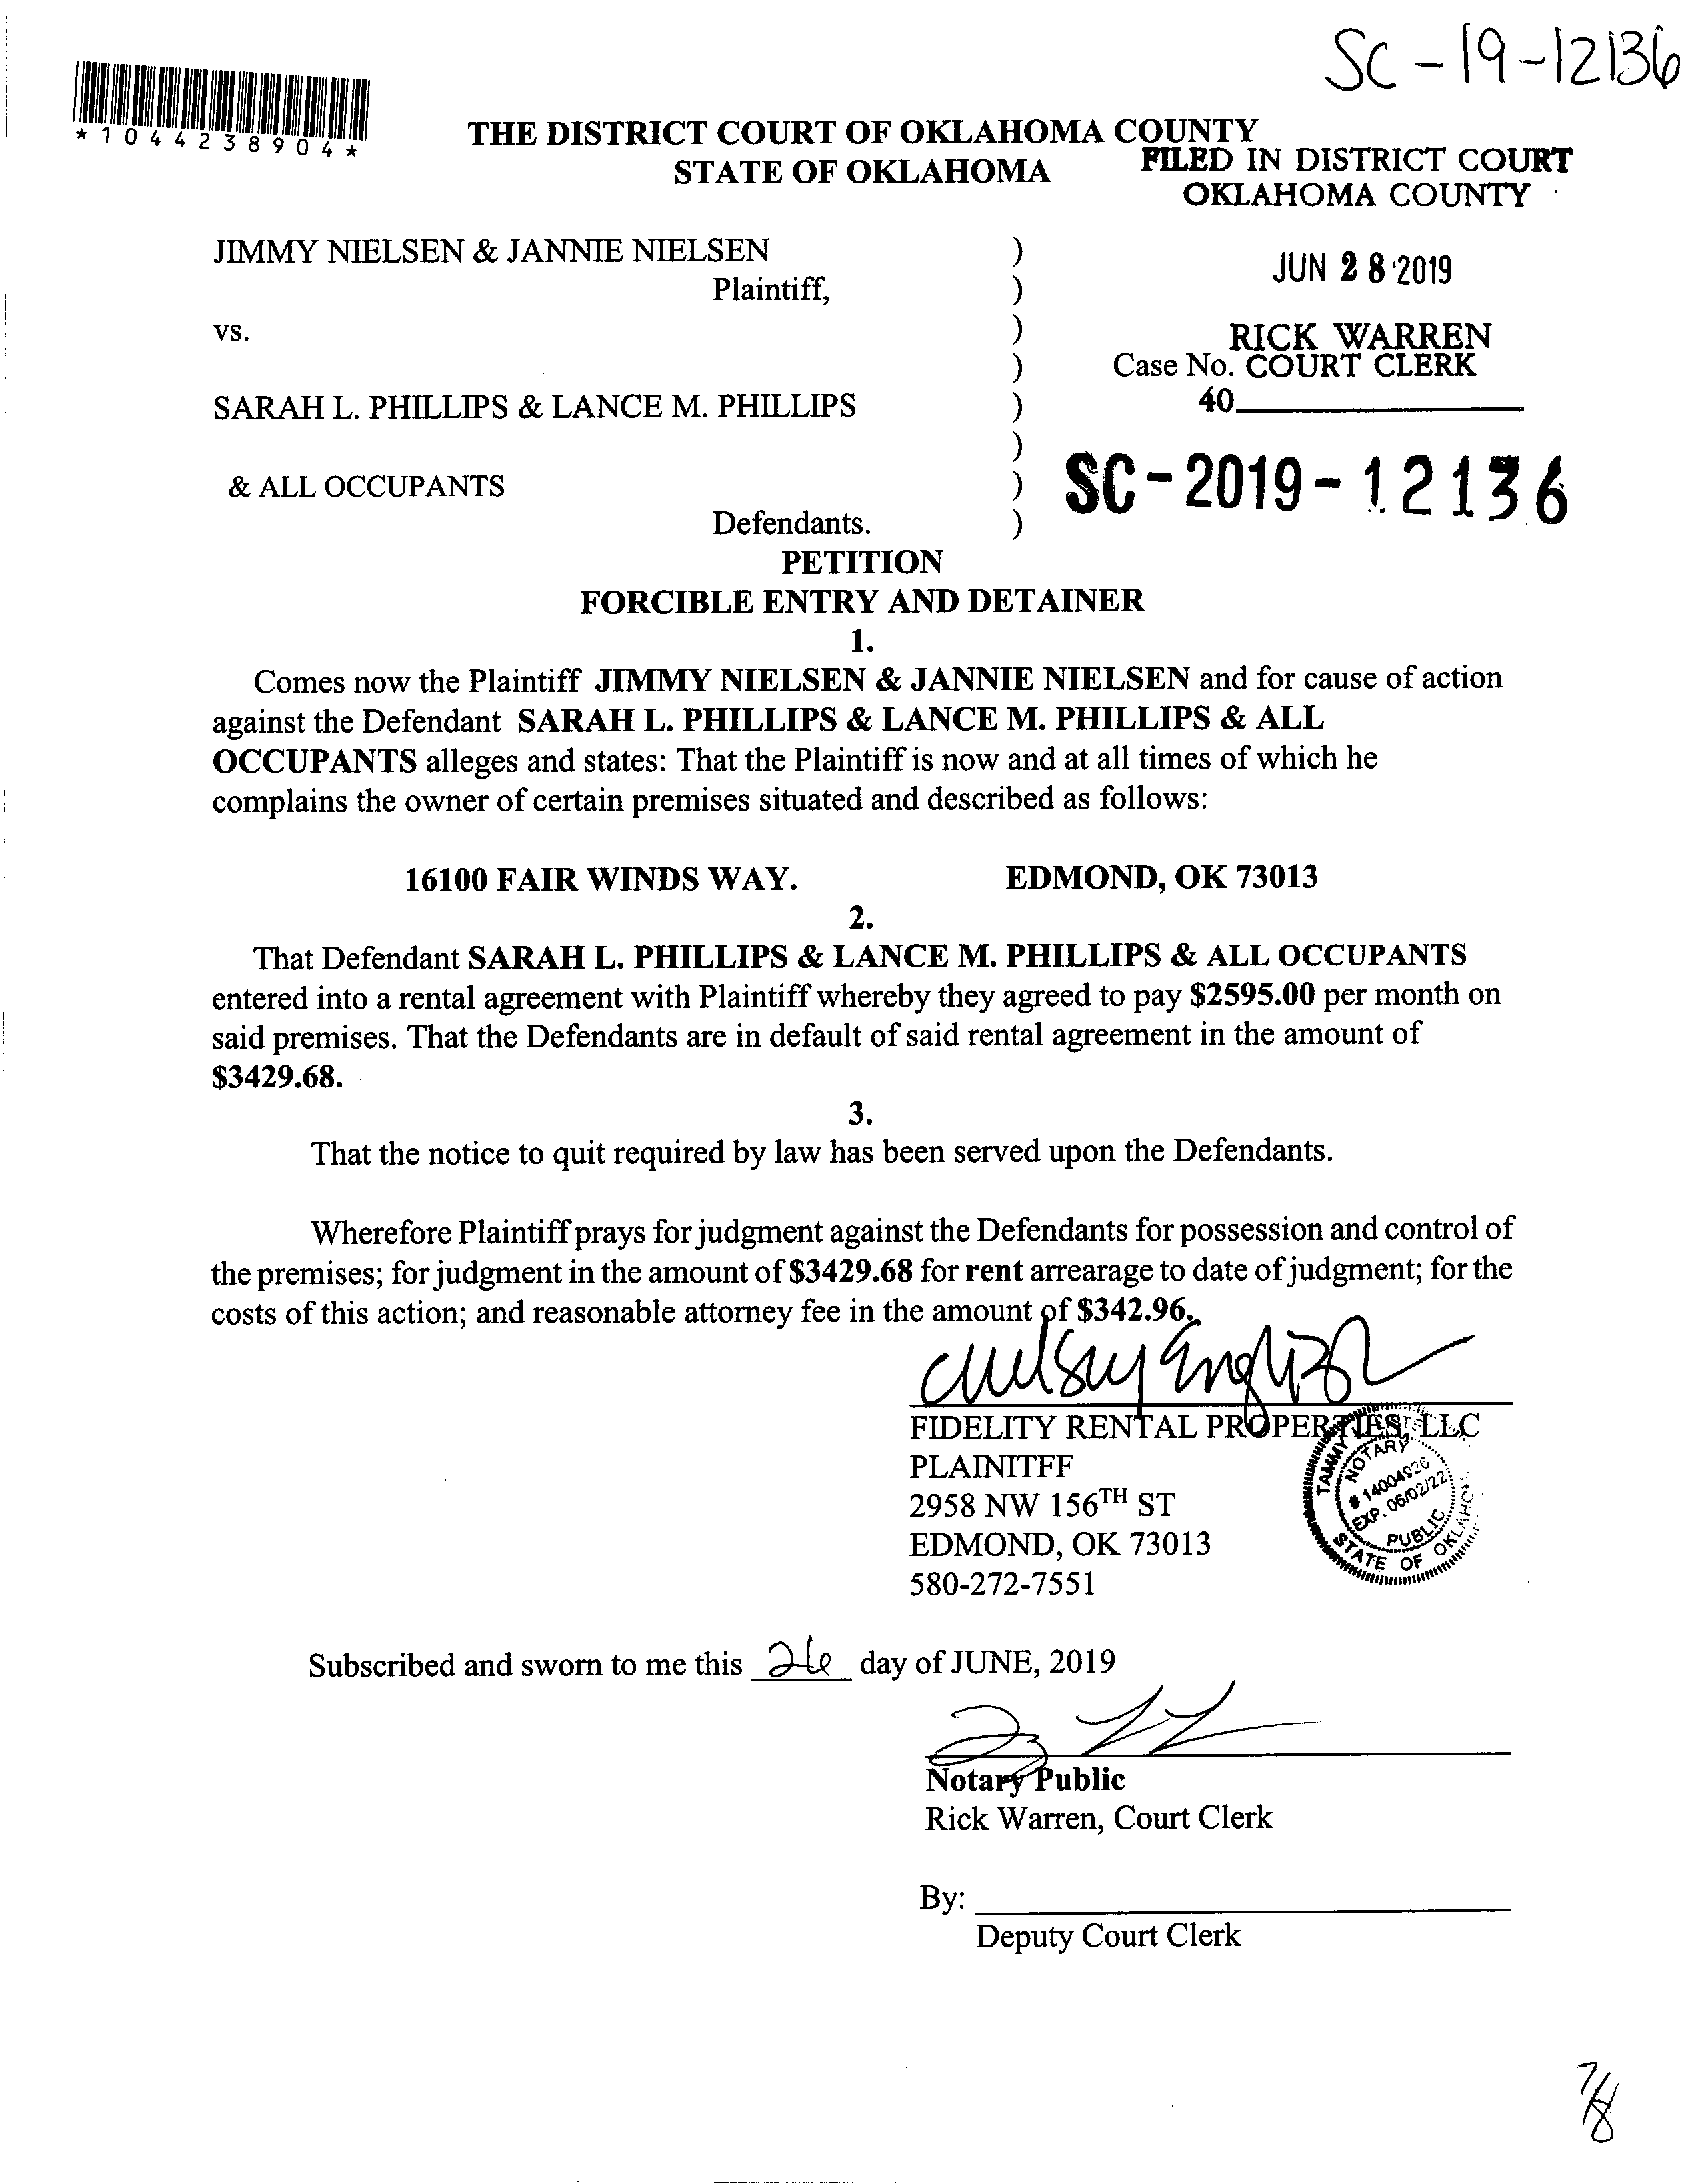 SC-19-12136
*1044238904*
THE DISTRICT COURT OF OKLAHOMA COUNTY
STATE OF OKLAHOMA
FILED IN DISTRICT COURT
OKLAHOMA COUNTY
JIMMY NIELSEN & JANNIE NIELSEN )
Plaintiff, )
JUN 28 2019
vs. )
RICK WARREN
) Case No. COURT CLERK
SARAH L. PHILLIPS & LANCE M. PHILLIPS ) 40
)
& ALL OCCUPANTS ) SC-2019-12136
Defendants. )
PETITION
FORCIBLE ENTRY AND DETAINER
1.
Comes now the Plaintiff JIMMY NIELSEN & JANNIE NIELSEN and for cause of action
against the Defendant SARAH L. PHILLIPS & LANCE M. PHILLIPS & ALL
OCCUPANTS alleges and states: That the Plaintiff is now and at all times of which he
complains the owner of certain premises situated and described as follows:
16100 FAIR WINDS WAY. EDMOND, OK 73013
2.
That Defendant SARAH L. PHILLIPS & LANCE M. PHILLIPS & ALL OCCUPANTS
entered into a rental agreement with Plaintiff whereby they agreed to pay $2595.00 per month on
said premises. That the Defendants are in default of said rental agreement in the amount of
$3429.68.
3.
That the notice to quit required by law has been served upon the Defendants.
Wherefore Plaintiff prays for judgment against the Defendants for possession and control of
the premises; for judgment in the amount of $3429.68 for rent arrearage to date of judgment; for the
costs of this action; and reasonable attorney fee in the amount of $342.96.
Chelsey English
FIDELITY RENTAL PROPERTIES, LLC
PLAINITFF
2958 NW 156TH ST
EDMOND, OK 73013
580-272-7551
TAMMY
NOTARY
# 14004926
EXP. 06/02/22
PUBLIC
STATE OF OKLAHO
Subscribed and sworn to me this 26 day of JUNE, 2019
Notary Public
Rick Warren, Court Clerk
By:
Deputy Court Clerk
7/8